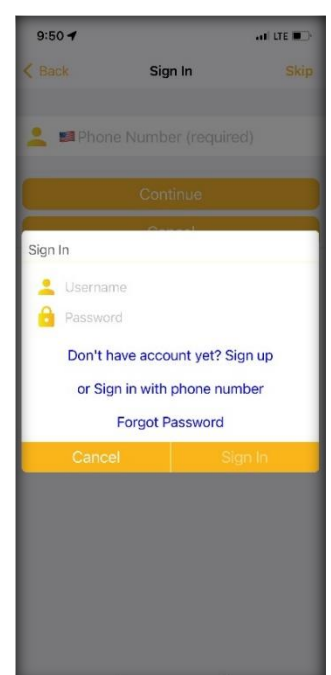 9:50
LTE
Back
Sign In
Skip
Phone Number (required)
Continue
Cancel
Sign In
Username
Password
Don't have account yet? Sign up
or Sign in with phone number
Forgot Password
Cancel
Sign In